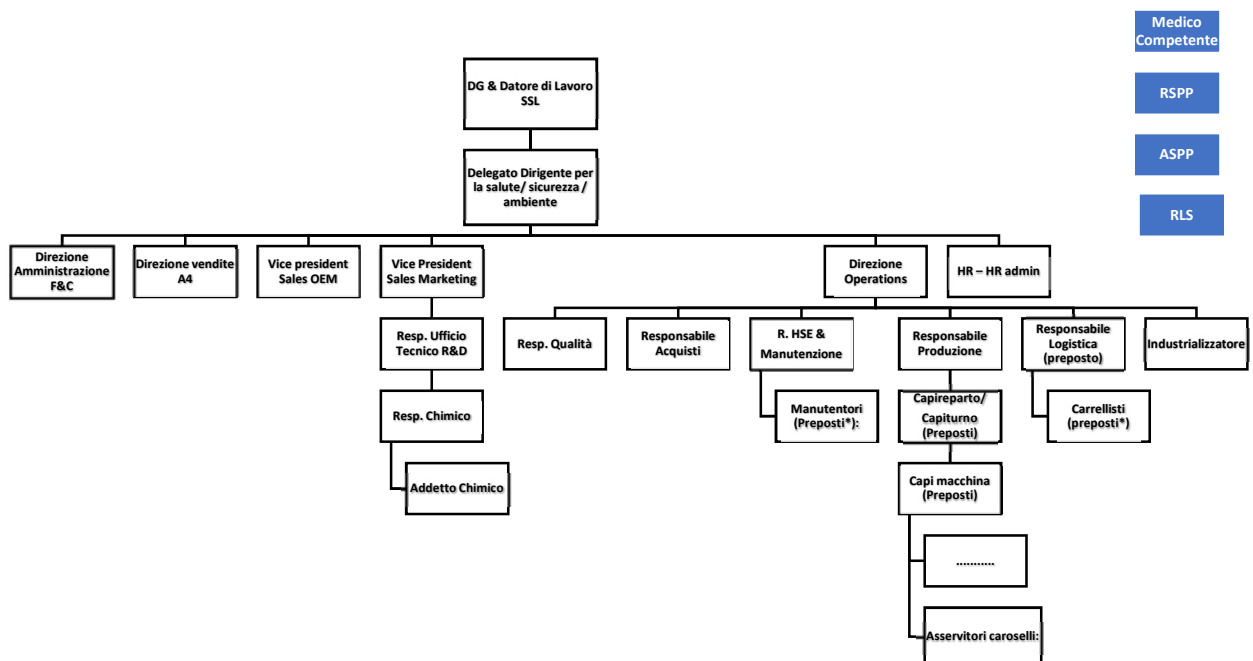 Medico
Competente
DG & Datore di Lavoro
SSL
RSPP
ASPP
Delegato Dirigente per
la salute/ sicurezza /
ambiente
RLS
Direzione
Amministrazione
F&C
Direzione vendite
A4
Vice president
Sales OEM
Vice President
Sales Marketing
Direzione
Operations
HR – HR admin
Resp. Ufficio
Tecnico R&D
Resp. Qualità
Responsabile
Acquisti
R. HSE &
Manutenzione
Responsabile
Produzione
Responsabile
Logistica
(preposto)
Industrializzatore
Resp. Chimico
Manutentori
(Preposti*):
Capireparto/
Capiturno
(Preposti)
Carrellisti
(preposti*)
Addetto Chimico
Capi macchina
(Preposti)
...........
Asservitori caroselli: